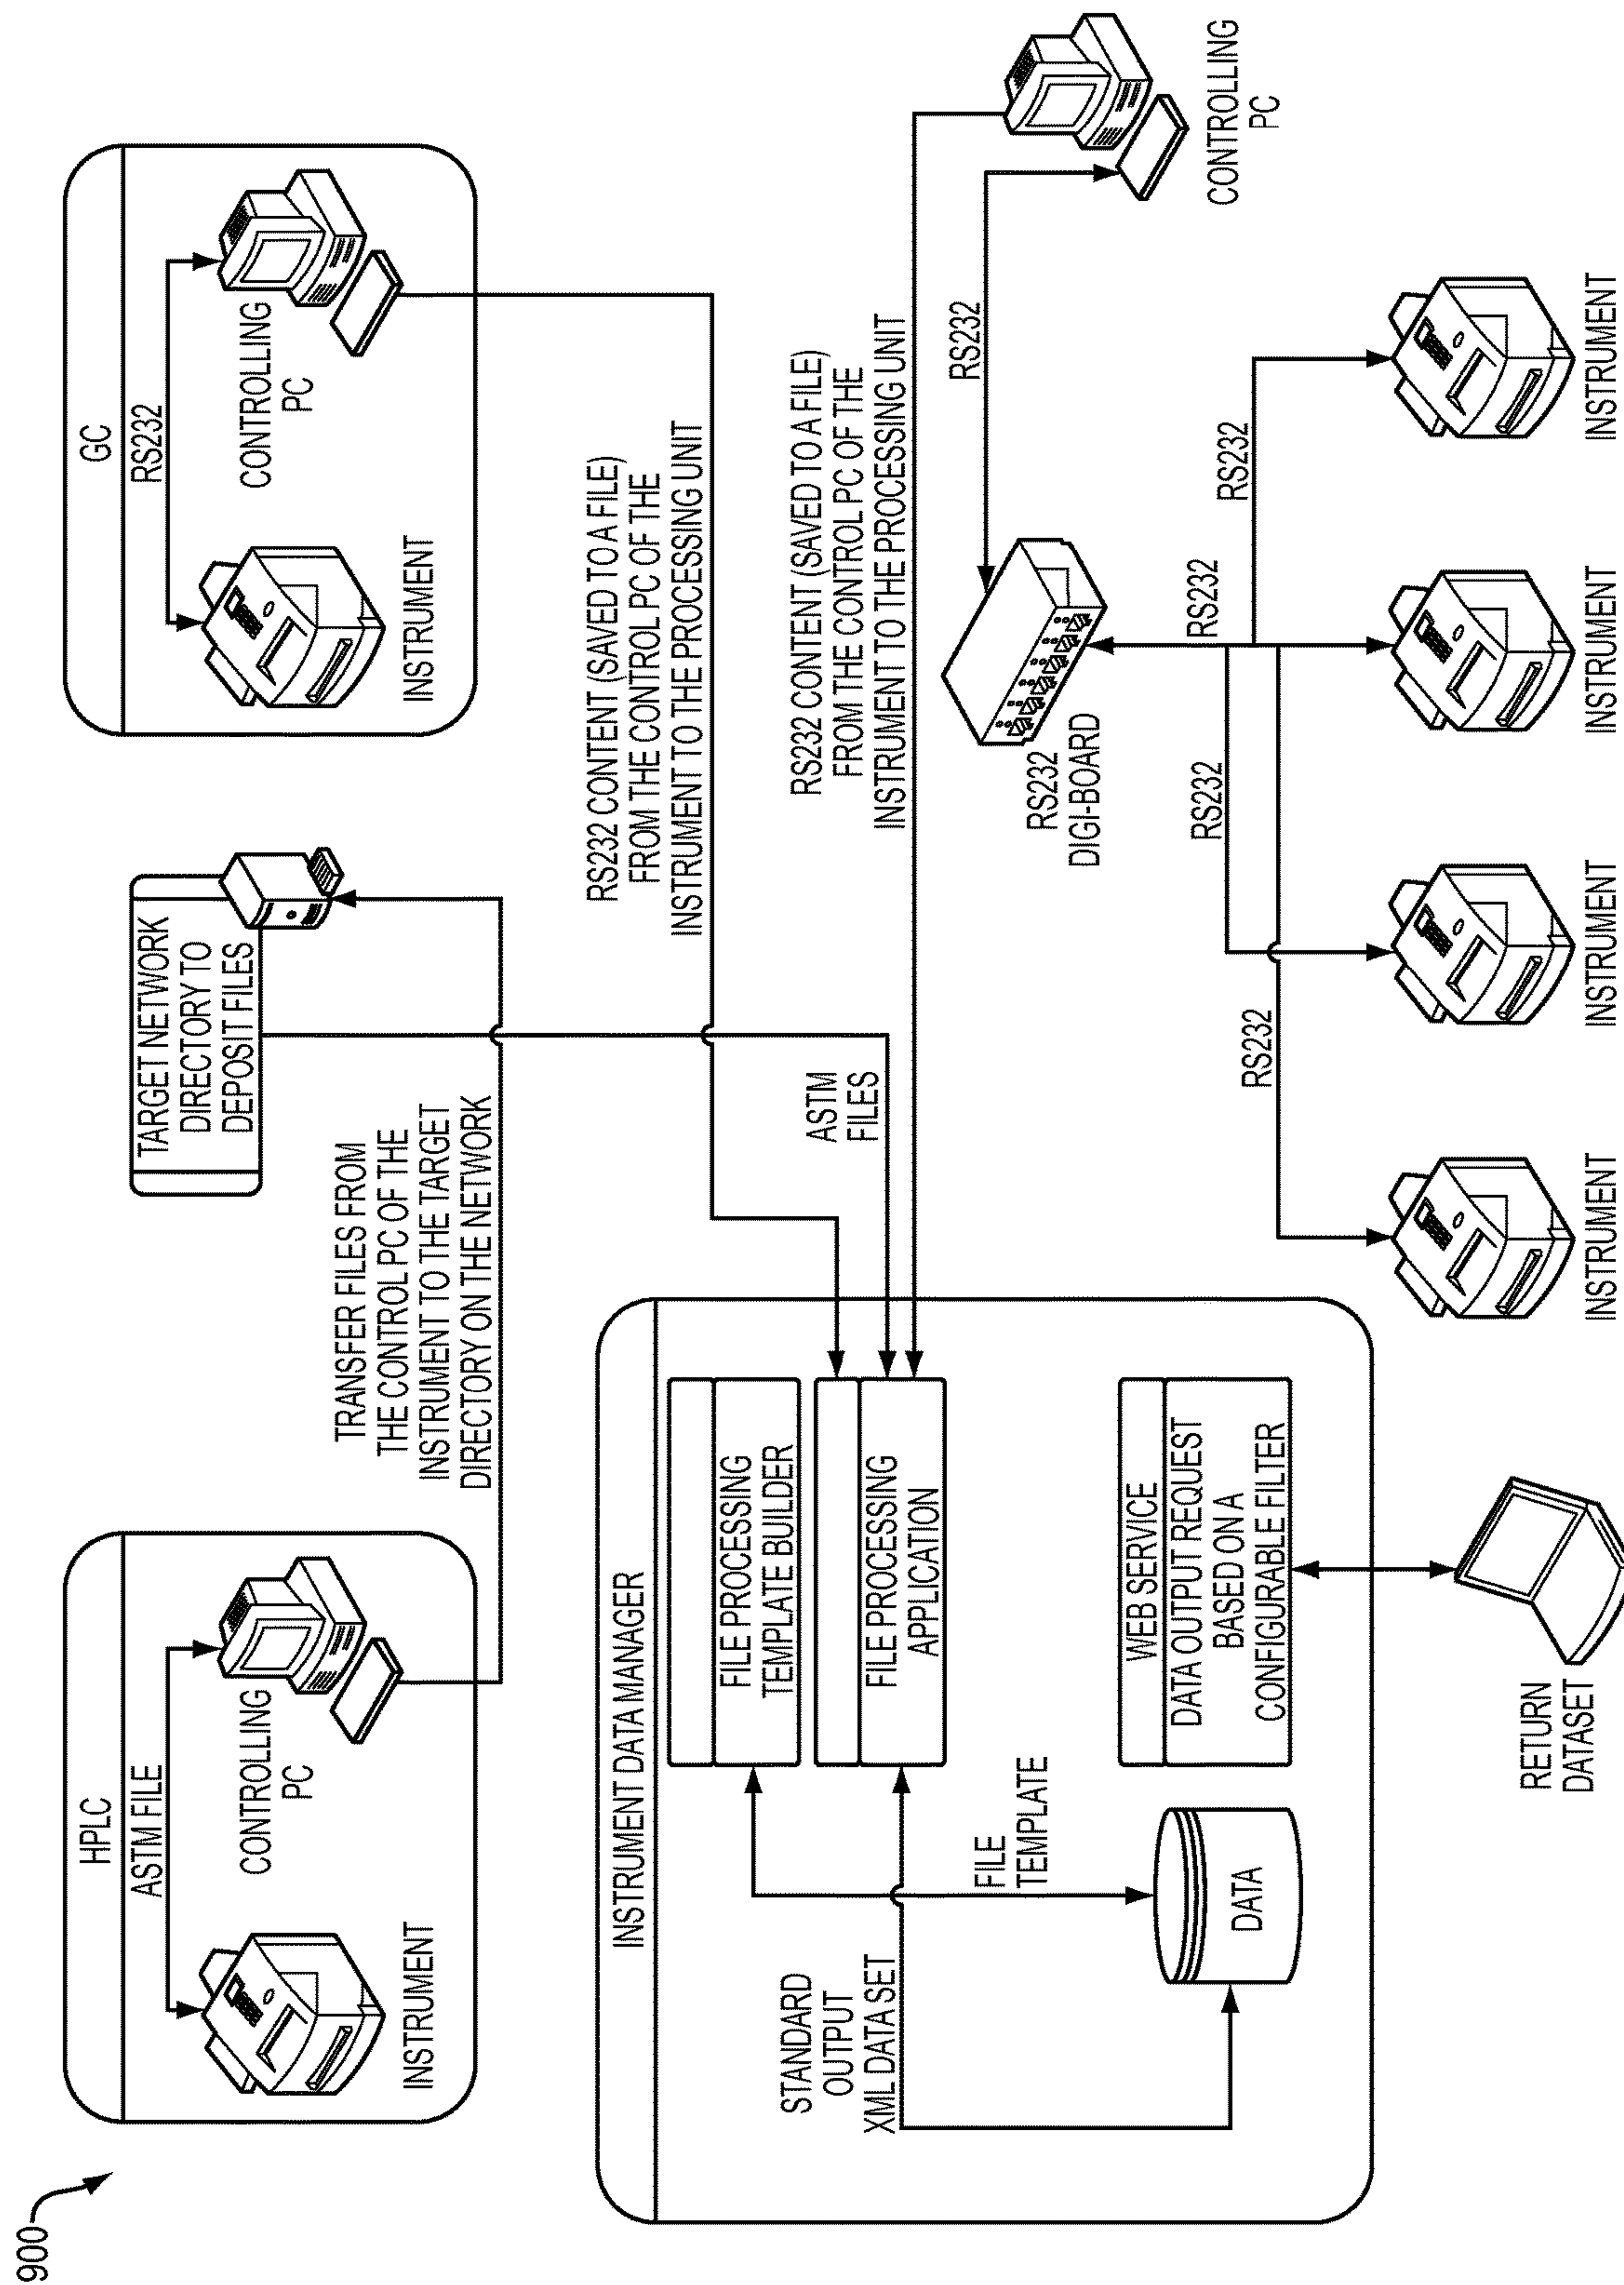 900
HPLC
ASTM FILE
CONTROLLING
PC
INSTRUMENT
TRANSFER FILES FROM
THE CONTROL PC OF THE
INSTRUMENT TO THE TARGET
DIRECTORY ON THE NETWORK
TARGET NETWORK
DIRECTORY TO
DEPOSIT FILES
GC
RS232
CONTROLLING
PC
INSTRUMENT
RS232 CONTENT (SAVED TO A FILE)
FROM THE CONTROL PC OF THE
INSTRUMENT TO THE PROCESSING UNIT
INSTRUMENT DATA MANAGER
FILE PROCESSING
TEMPLATE BUILDER
FILE PROCESSING
APPLICATION
STANDARD
OUTPUT
XML DATA SET
FILE
TEMPLATE
DATA
WEB SERVICE
DATA OUTPUT REQUEST
BASED ON A
CONFIGURABLE FILTER
RETURN
DATASET
ASTM
FILES
RS232 CONTENT (SAVED TO A FILE)
FROM THE CONTROL PC OF THE
INSTRUMENT TO THE PROCESSING UNIT
RS232
CONTROLLING
PC
RS232
DIGI-BOARD
RS232
RS232
RS232
RS232
INSTRUMENT
INSTRUMENT
INSTRUMENT
INSTRUMENT